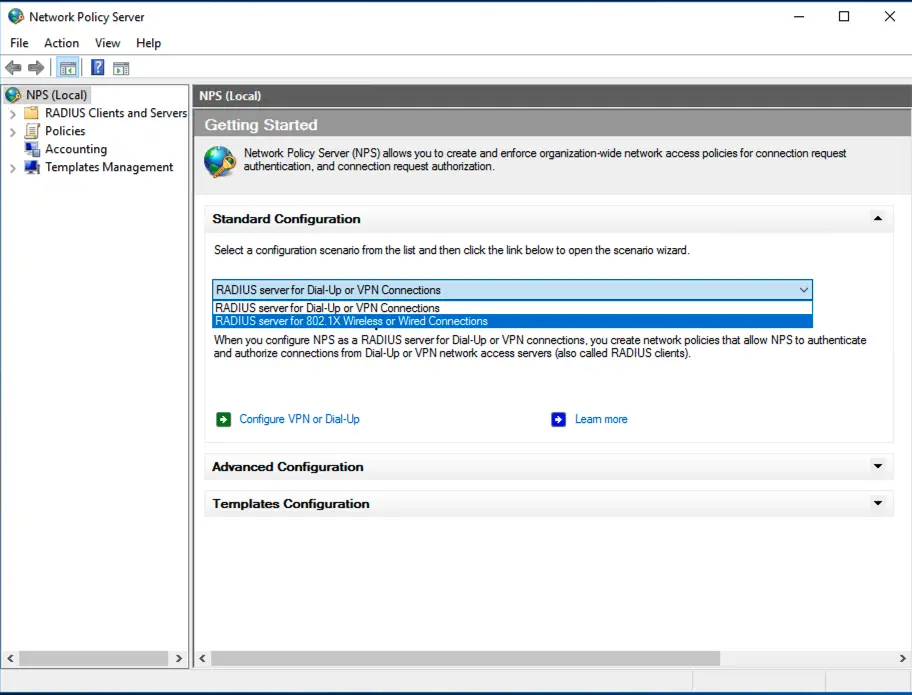 Network Policy Server
File Action View Help
NPS (Local)
RADIUS Clients and Servers
Policies
Accounting
Templates Management
NPS (Local)
Getting Started
Network Policy Server (NPS) allows you to create and enforce organization-wide network access policies for connection request
authentication, and connection request authorization.
Standard Configuration
Select a configuration scenario from the list and then click the link below to open the scenario wizard.
RADIUS server for Dial-Up or VPN Connections
RADIUS server for Dial-Up or VPN Connections
RADIUS server for 802.1X Wireless or Wired Connections
When you configure NPS as a RADIUS server for Dial-Up or VPN connections, you create network policies that allow NPS to authenticate
and authorize connections from Dial-Up or VPN network access servers (also called RADIUS clients).
Configure VPN or Dial-Up
Learn more
Advanced Configuration
Templates Configuration